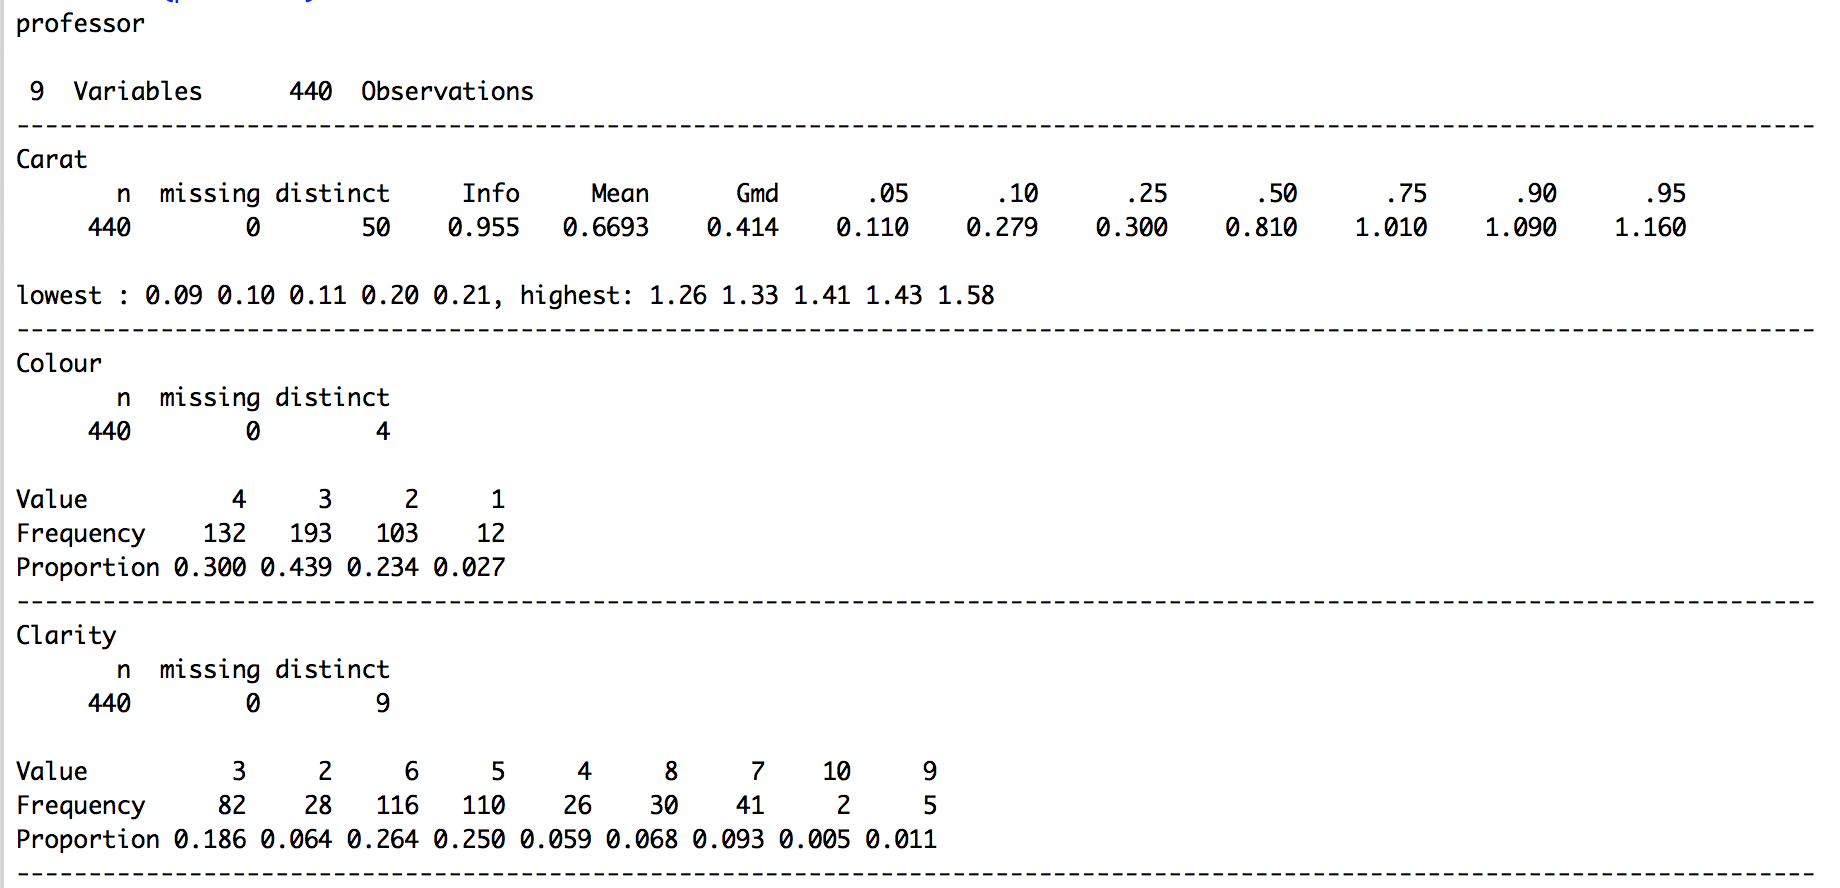 professor
9 Variables 440 Observations
--------------------------------------------------------------------------------------------------------------------------
Carat
n missing distinct Info Mean Gmd .05 .10 .25 .50 .75 .90 .95
440 0 50 0.955 0.6693 0.414 0.110 0.279 0.300 0.810 1.010 1.090 1.160
lowest : 0.09 0.10 0.11 0.20 0.21, highest: 1.26 1.33 1.41 1.43 1.58
--------------------------------------------------------------------------------------------------------------------------
Colour
n missing distinct
440 0 4
Value 4 3 2 1
Frequency 132 193 103 12
Proportion 0.300 0.439 0.234 0.027
--------------------------------------------------------------------------------------------------------------------------
Clarity
n missing distinct
440 0 9
Value 3 2 6 5 4 8 7 10 9
Frequency 82 28 116 110 26 30 41 2 5
Proportion 0.186 0.064 0.264 0.250 0.059 0.068 0.093 0.005 0.011
--------------------------------------------------------------------------------------------------------------------------